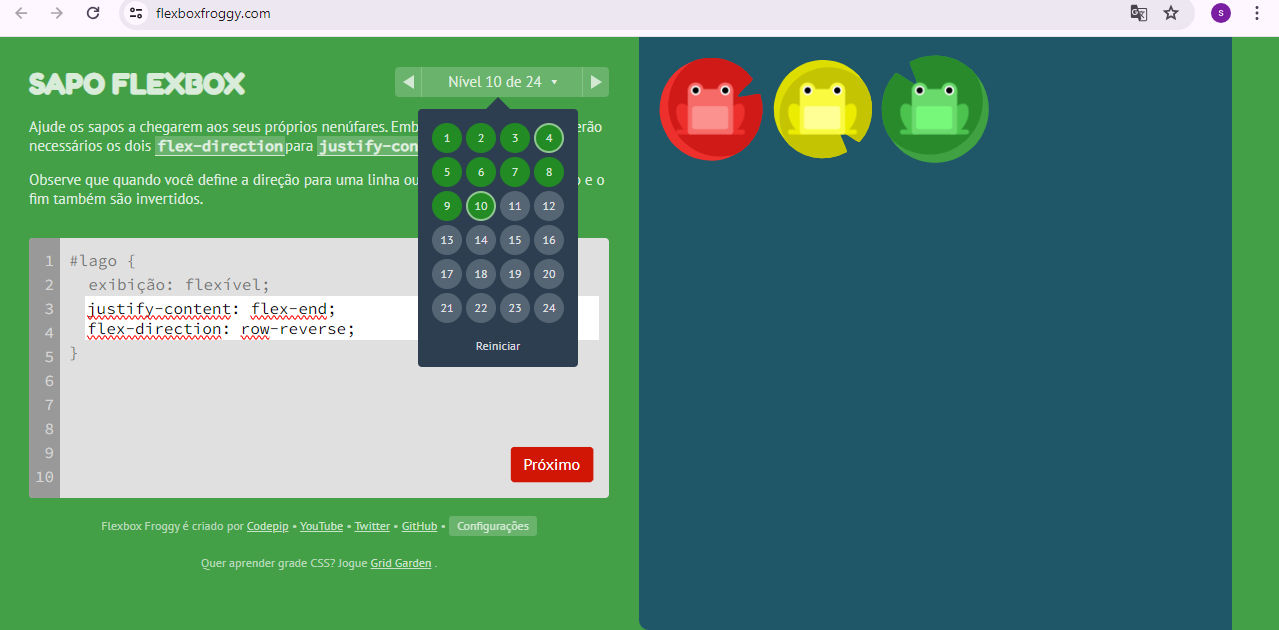 flexboxfroggy.com
s
SAPO FLEXBOX
Nível 10 de 24
Ajude os sapos a chegarem aos seus próprios nenúfares. Emb erão
necessários os dois flex-direction para justify-con
Observe que quando você define a direção para uma linha ou o e o
fim também são invertidos.
1 2 3 4
5 6 7 8
9 10 11 12
13 14 15 16
17 18 19 20
21 22 23 24
Reiniciar
1 #lago {
2 exibição: flexível;
3 justify-content: flex-end;
4 flex-direction: row-reverse;
5 }
6
7
8
9
10
Próximo
Flexbox Froggy é criado por Codepip • YouTube • Twitter • GitHub • Configurações
Quer aprender grade CSS? Jogue Grid Garden .